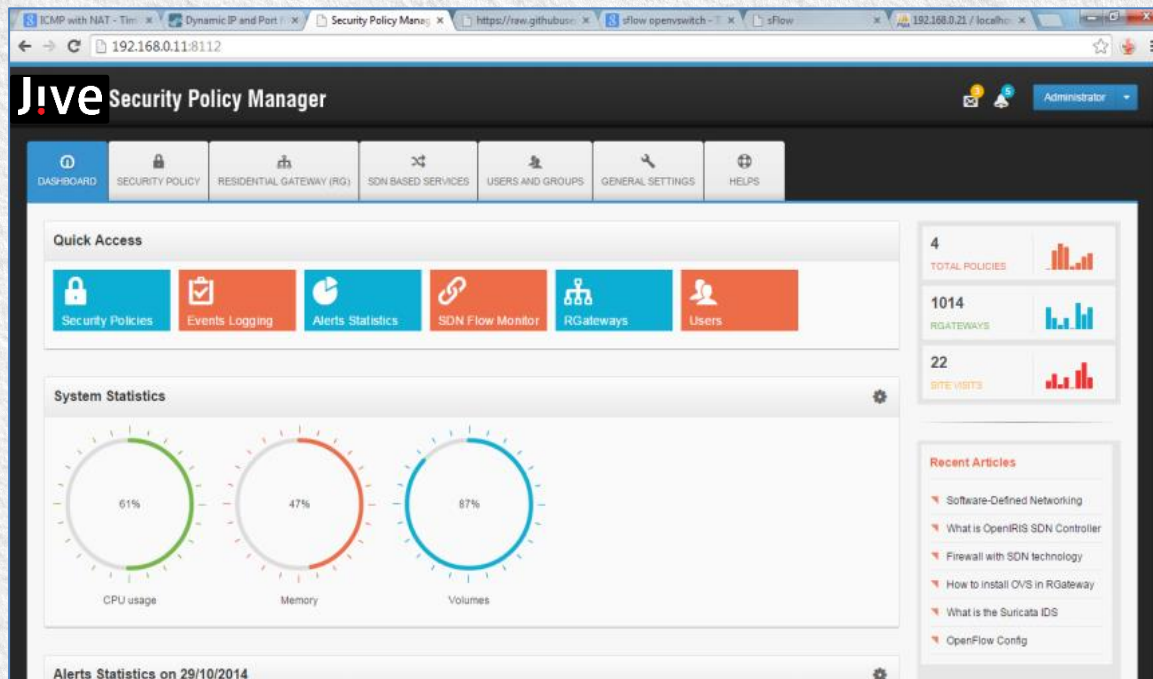 ICMP with NAT - Tim
Dynamic IP and Port
Security Policy Manag
https://raw.githubuser
sflow openvswitch - T
sFlow
192.168.0.21 / localho
192.168.0.11:8112
J!ve Security Policy Manager
3
5
Administrator
DASHBOARD
SECURITY POLICY
RESIDENTIAL GATEWAY (RG)
SDN BASED SERVICES
USERS AND GROUPS
GENERAL SETTINGS
HELPS
Quick Access
Security Policies
Events Logging
Alerts Statistics
SDN Flow Monitor
RGateways
Users
System Statistics
61%
47%
87%
CPU usage
Memory
Volumes
Alerts Statistics on 29/10/2014
4
TOTAL POLICIES
1014
RGATEWAYS
22
SITE VISITS
Recent Articles
Software-Defined Networking
What is OpenIRIS SDN Controller
Firewall with SDN technology
How to install OVS in RGateway
What is the Suricata IDS
OpenFlow Config